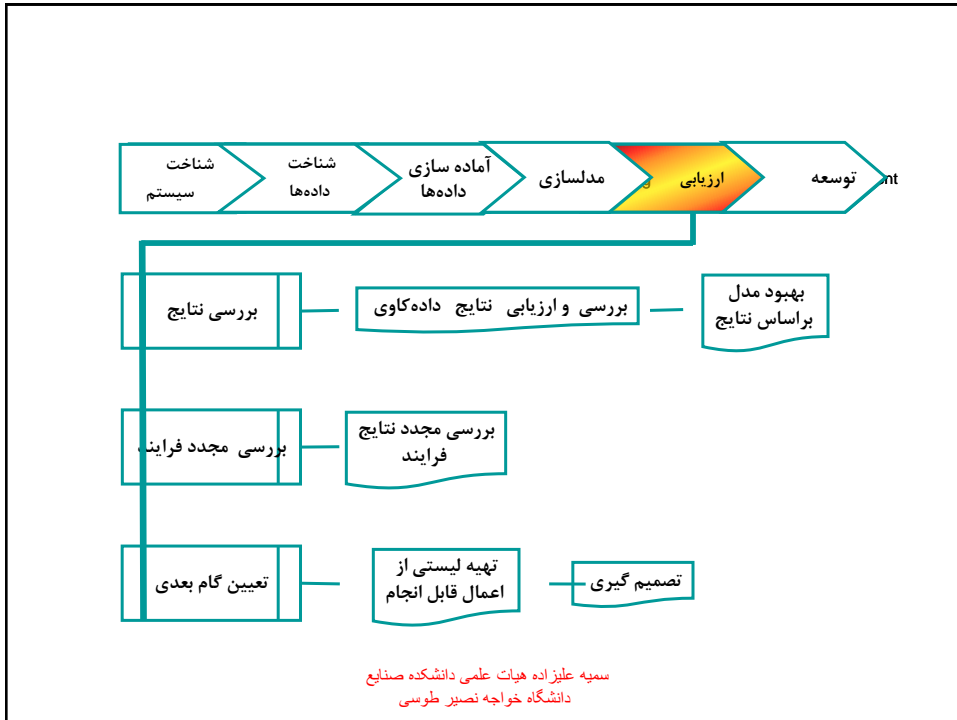 شناخت
سیستم
شناخت
داده‌ها
آماده سازی
داده‌ها
مدلسازی
ارزیابی
g
توسعه
nt
بررسی نتایج
بررسی و ارزیابی نتایج داده‌کاوی
بهبود مدل
براساس نتایج
بررسی مجدد فرایند
بررسی مجدد نتایج
فرایند
تعیین گام بعدی
تهیه لیستی از
اعمال قابل انجام
تصمیم گیری
سمیه علیزاده هیات علمی دانشکده صنایع
دانشگاه خواجه نصیر طوسی